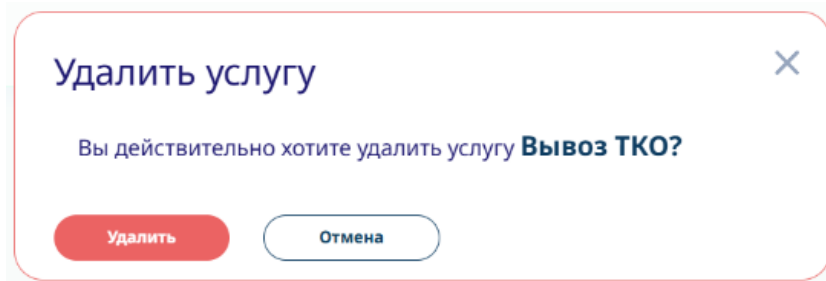 Удалить услугу
Вы действительно хотите удалить услугу Вывоз ТКО?
Удалить
Отмена